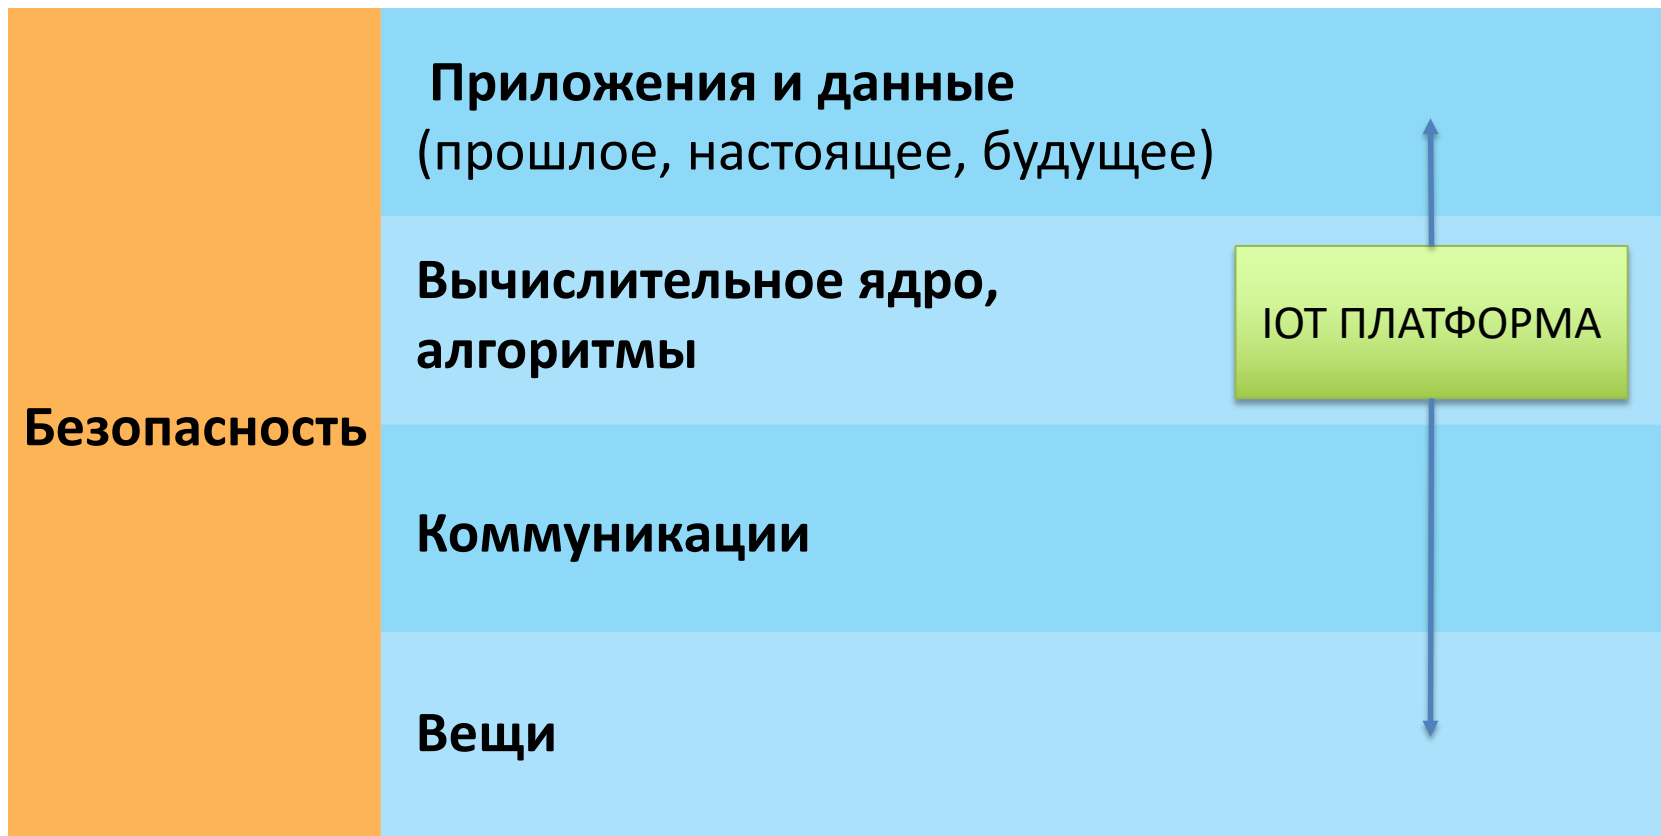 Приложения и данные
(прошлое, настоящее, будущее)
Вычислительное ядро,
алгоритмы
IOT ПЛАТФОРМА
Безопасность
Коммуникации
Вещи